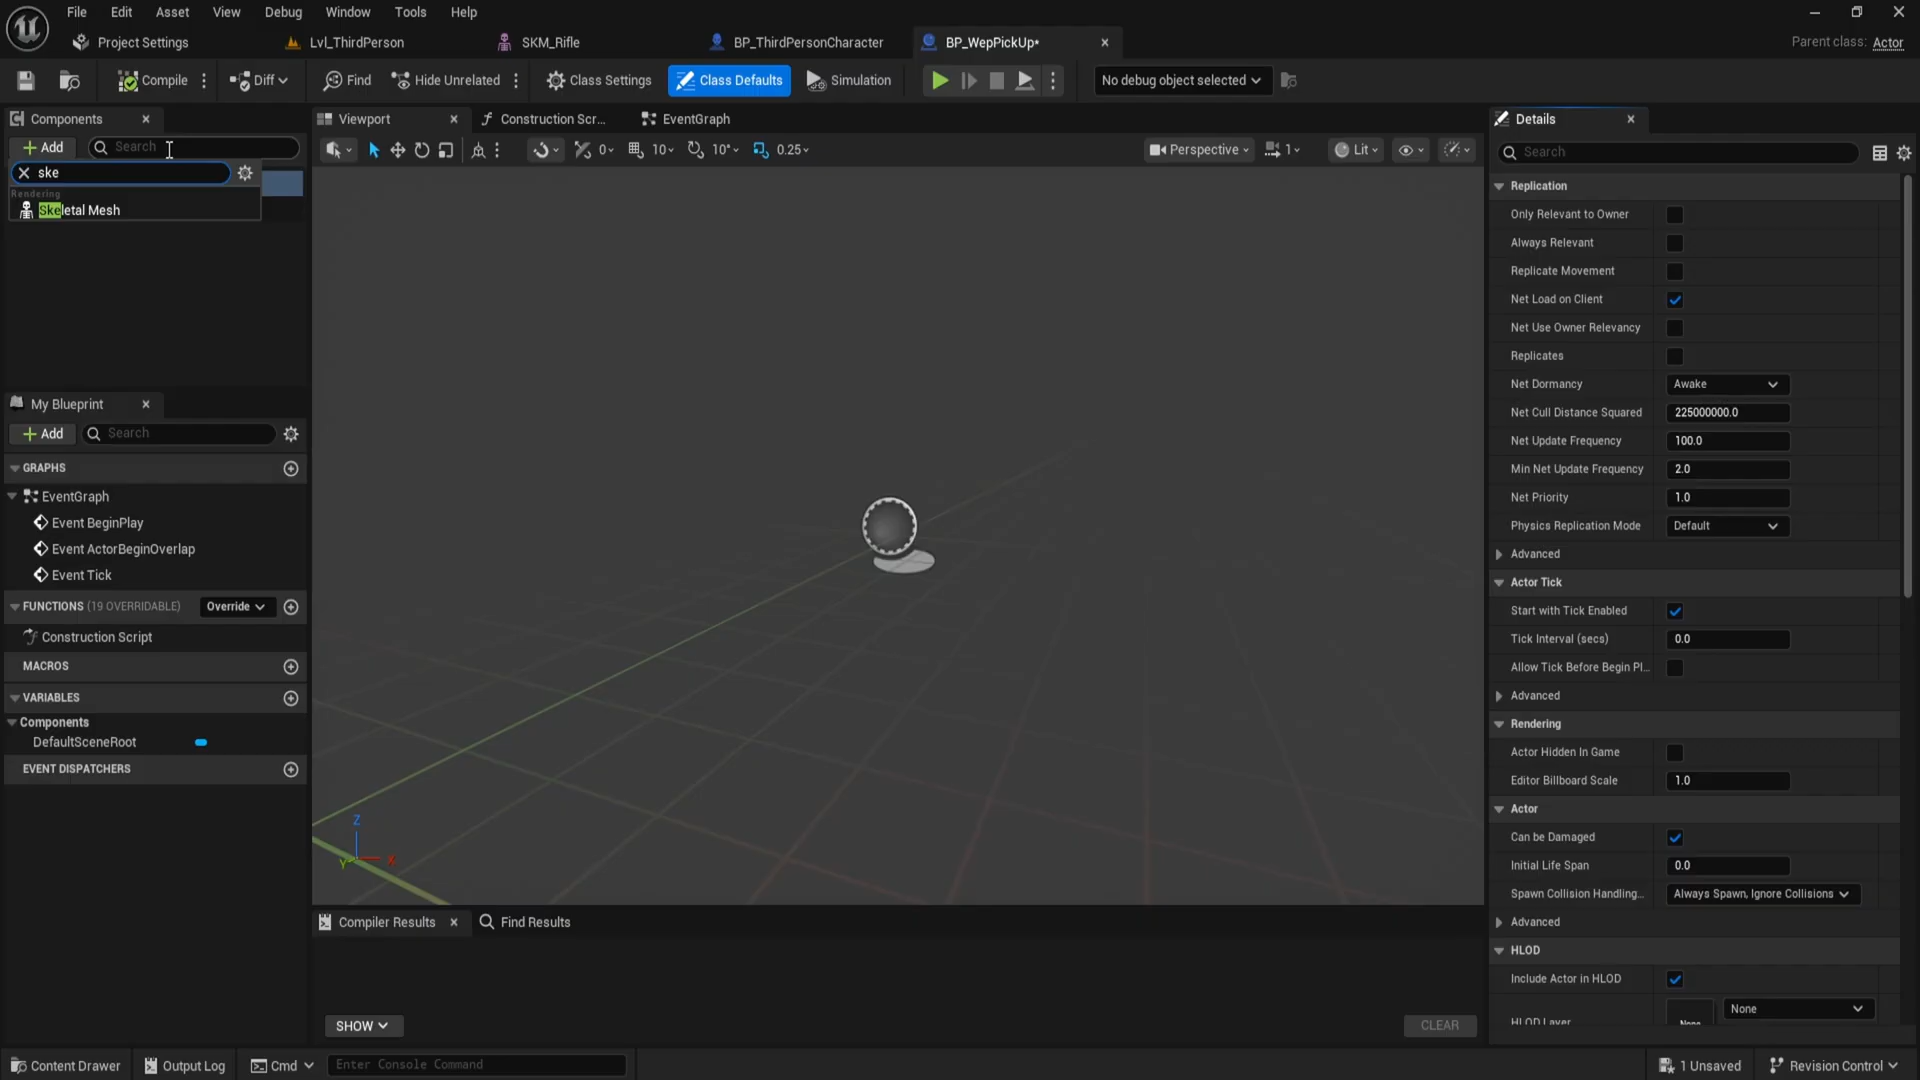 File Edit Asset View Debug Window Tools Help
Project Settings Lvl_ThirdPerson SKM_Rifle BP_ThirdPersonCharacter BP_WepPickUp* Parent class: Actor
Compile Diff Find Hide Unrelated Class Settings Class Defaults Simulation No debug object selected
Components
Add Search
ske
Rendering
Skeletal Mesh
My Blueprint
Add Search
GRAPHS
EventGraph
Event BeginPlay
Event ActorBeginOverlap
Event Tick
FUNCTIONS (19 OVERRIDABLE) Override
Construction Script
MACROS
VARIABLES
Components
DefaultSceneRoot
EVENT DISPATCHERS
Viewport Construction Scr... EventGraph
0 10 10° 0.25 Perspective 1 Lit
Z
Y X
Compiler Results Find Results
SHOW CLEAR
Details
Search
Replication
Only Relevant to Owner
Always Relevant
Replicate Movement
Net Load on Client
Net Use Owner Relevancy
Replicates
Net Dormancy Awake
Net Cull Distance Squared 225000000.0
Net Update Frequency 100.0
Min Net Update Frequency 2.0
Net Priority 1.0
Physics Replication Mode Default
Advanced
Actor Tick
Start with Tick Enabled
Tick Interval (secs) 0.0
Allow Tick Before Begin Pl...
Advanced
Rendering
Actor Hidden In Game
Editor Billboard Scale 1.0
Actor
Can be Damaged
Initial Life Span 0.0
Spawn Collision Handling... Always Spawn, Ignore Collisions
Advanced
HLOD
Include Actor in HLOD
HLOD Layer None None
Content Drawer Output Log Cmd Enter Console Command 1 Unsaved Revision Control